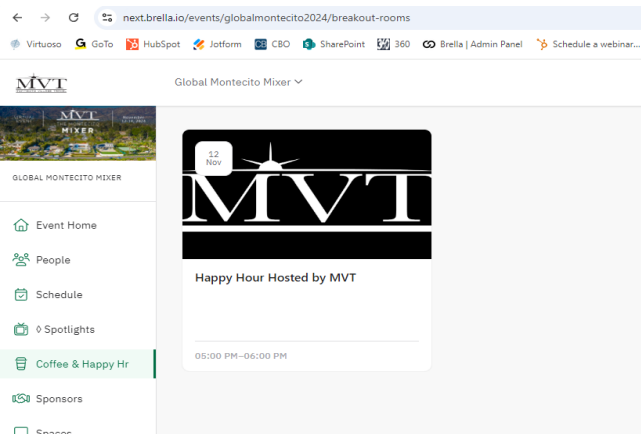 next.brella.io/events/globalmontecito2024/breakout-rooms
Virtuoso GoTo HubSpot Jotform CBO SharePoint 360 Brella | Admin Panel Schedule a webinar...
MVT
Global Montecito Mixer
MVT
MIXER
GLOBAL MONTECITO MIXER
Event Home
People
Schedule
◊ Spotlights
Coffee & Happy Hr
Sponsors
Spaces
12
Nov
MVT
Happy Hour Hosted by MVT
05:00 PM–06:00 PM